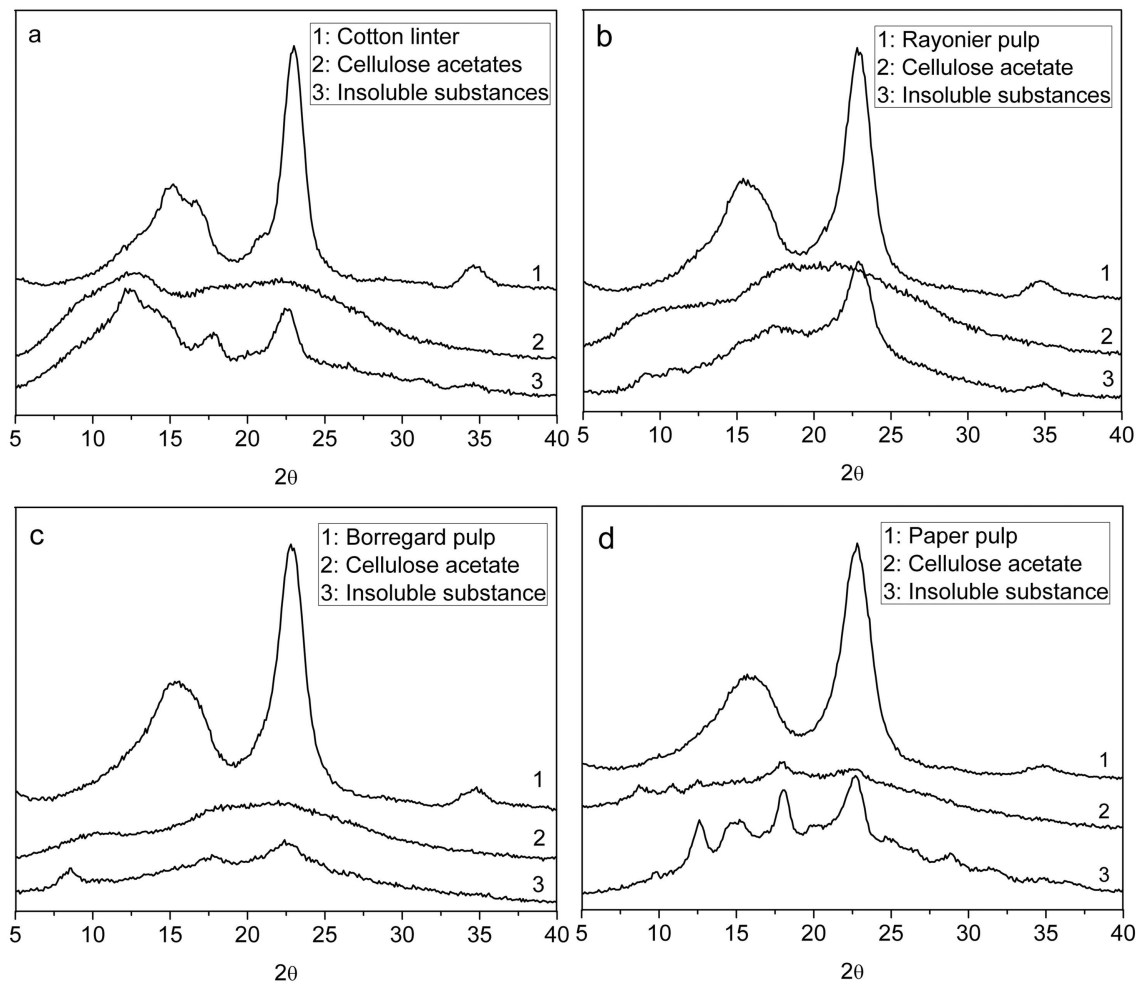 a
1: Cotton linter
2: Cellulose acetates
3: Insoluble substances
1
2
3
5 10 15 20 25 30 35 40
2θ
b
1: Rayonier pulp
2: Cellulose acetate
3: Insoluble substances
1
2
3
5 10 15 20 25 30 35 40
2θ
c
1: Borregard pulp
2: Cellulose acetate
3: Insoluble substance
1
2
3
5 10 15 20 25 30 35 40
2θ
d
1: Paper pulp
2: Cellulose acetate
3: Insoluble substance
1
2
3
5 10 15 20 25 30 35 40
2θ